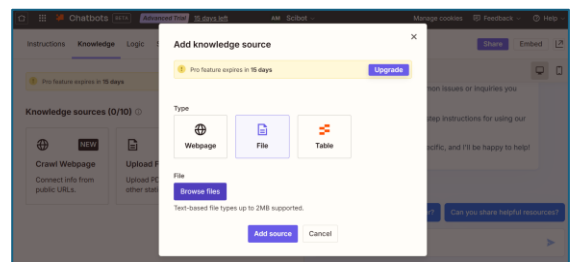 Chatbots BETA Advanced Trial 15 days left Scibot Manage cookies Feedback Help
Instructions Knowledge Logic Share Embed
Add knowledge source
Pro feature expires in 15 days
Pro feature expires in 15 days Upgrade
Knowledge sources (0/10)
NEW
Crawl Webpage
Connect info from
public URLs.
Upload F
Upload PD
other stati
Type
Webpage File Table
File
Browse files
Text-based file types up to 2MB supported.
Add source Cancel
mon issues or inquiries you
step instructions for using our
ecific, and I'll be happy to help!
Can you share helpful resources?